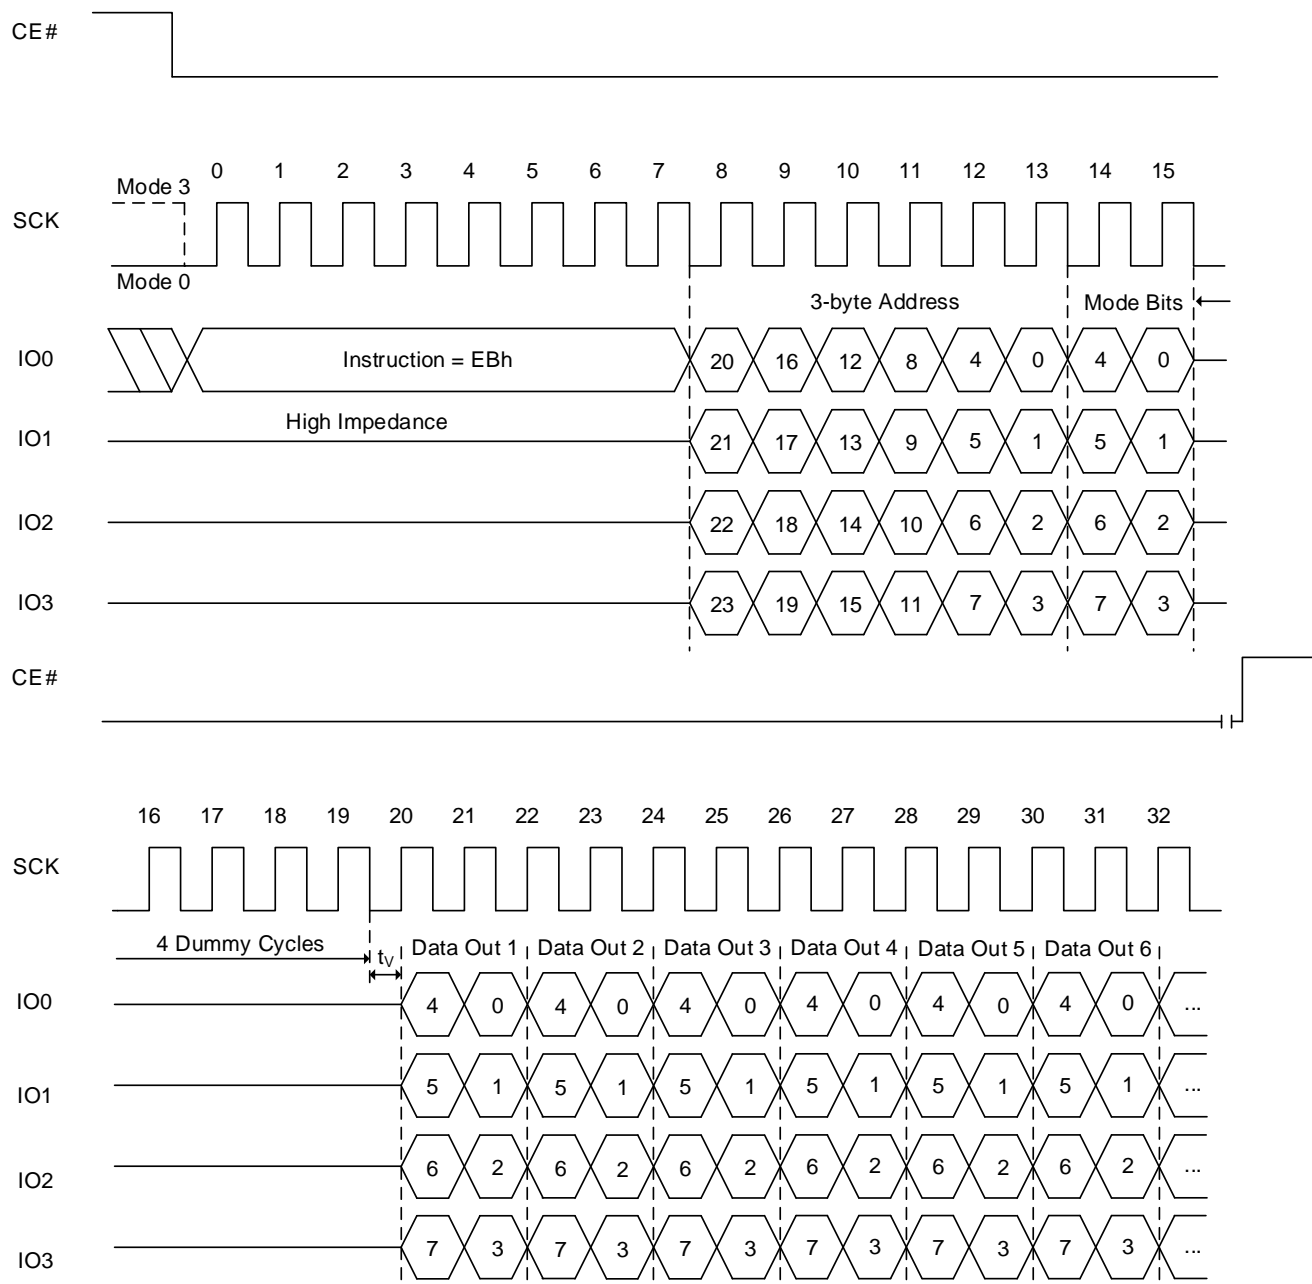 CE#
0 1 2 3 4 5 6 7 8 9 10 11 12 13 14 15
Mode 3
SCK
Mode 0
3-byte Address Mode Bits
IO0 Instruction = EBh 20 16 12 8 4 0 4 0
High Impedance
IO1 21 17 13 9 5 1 5 1
IO2 22 18 14 10 6 2 6 2
IO3 23 19 15 11 7 3 7 3
CE#
16 17 18 19 20 21 22 23 24 25 26 27 28 29 30 31 32
SCK
4 Dummy Cycles tV Data Out 1 Data Out 2 Data Out 3 Data Out 4 Data Out 5 Data Out 6
IO0 4 0 4 0 4 0 4 0 4 0 4 0 ...
IO1 5 1 5 1 5 1 5 1 5 1 5 1 ...
IO2 6 2 6 2 6 2 6 2 6 2 6 2 ...
IO3 7 3 7 3 7 3 7 3 7 3 7 3 ...